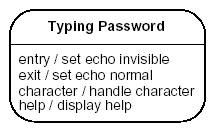 Typing Password
entry / set echo invisible
exit / set echo normal
character / handle character
help / display help